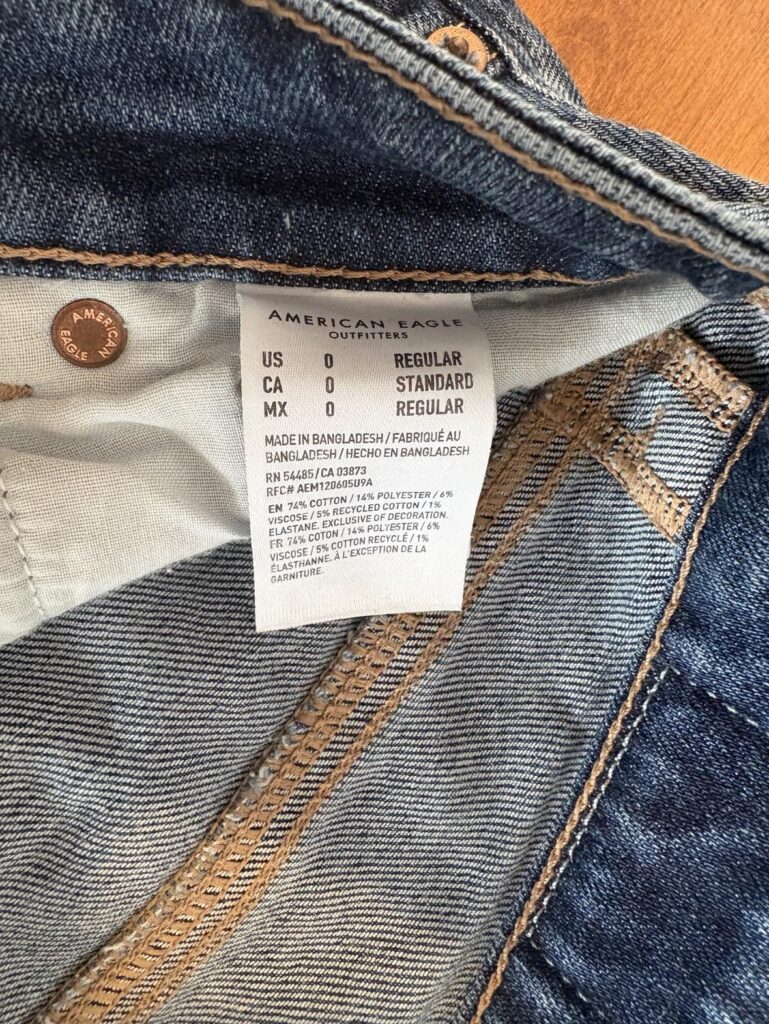 AMERICAN EAGLE
AMERICAN EAGLE
OUTFITTERS
US 0 REGULAR
CA 0 STANDARD
MX 0 REGULAR
MADE IN BANGLADESH / FABRIQUÉ AU
BANGLADESH / HECHO EN BANGLADESH
RN 54485/CA 03873
RFC# AEM120605U9A
EN 74% COTTON / 14% POLYESTER / 6%
VISCOSE / 5% RECYCLED COTTON / 1%
ELASTANE. EXCLUSIVE OF DECORATION.
FR 74% COTON / 14% POLYESTER / 6%
VISCOSE / 5% COTON RECYCLÉ / 1%
ÉLASTHANNE. À L'EXCEPTION DE LA
GARNITURE.